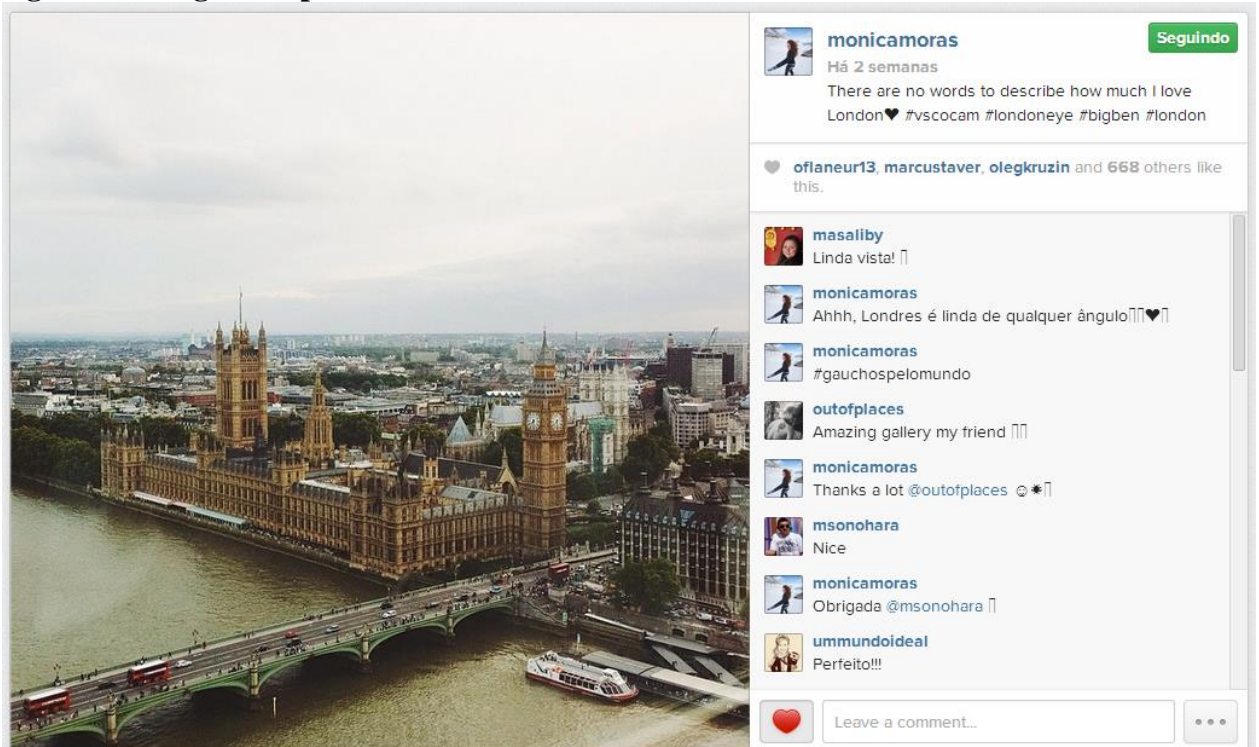 monicamoras
Seguindo
Há 2 semanas
There are no words to describe how much I love
London♥ #vscocam #londoneye #bigben #london
oflaneur13, marcustaver, olegkruzin and 668 others like
this.
masaliby
Linda vista!
monicamoras
Ahhh, Londres é linda de qualquer ângulo♥
monicamoras
#gauchospelomundo
outofplaces
Amazing gallery my friend
monicamoras
Thanks a lot @outofplaces ☺☀
msonohara
Nice
monicamoras
Obrigada @msonohara
ummundoideal
Perfeito!!!
Leave a comment...